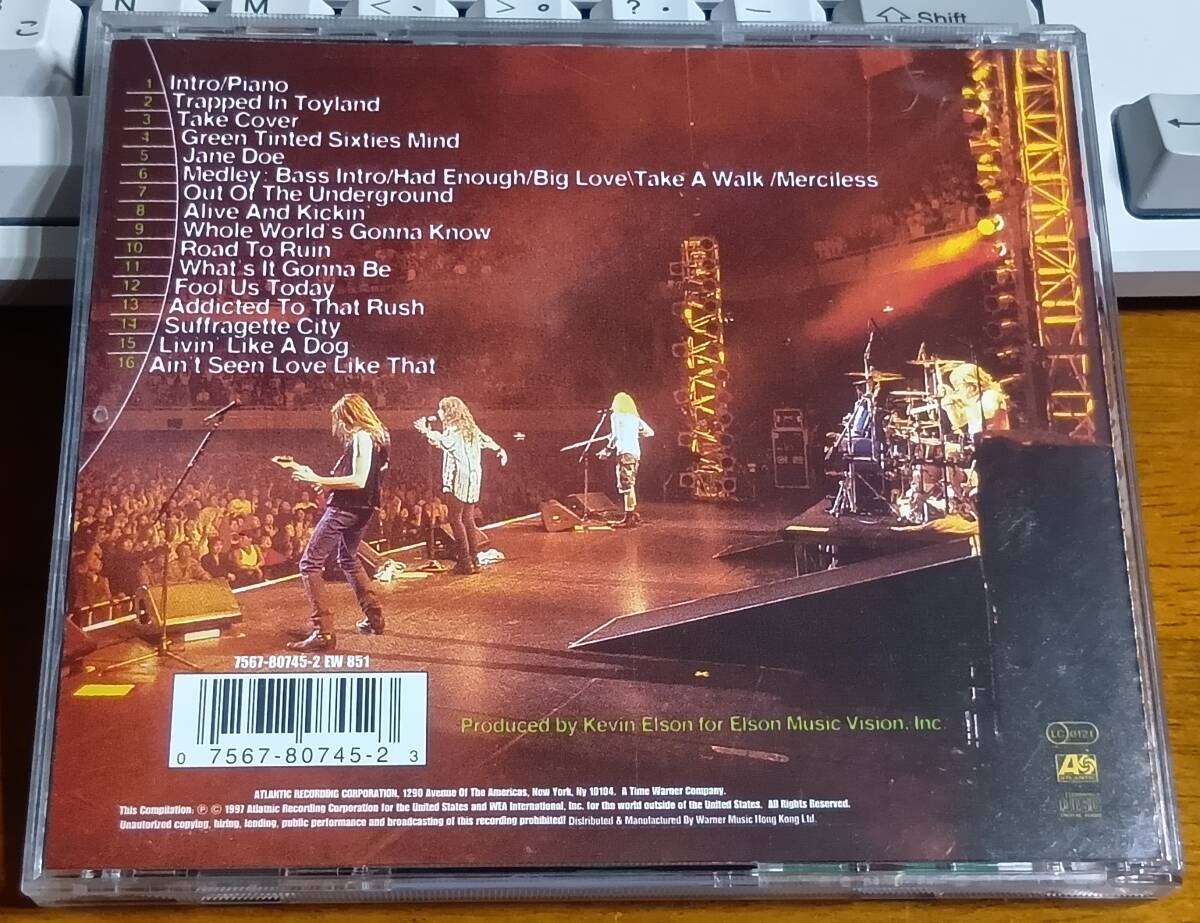 こ
< 、
> 。
? ・
Shift
1 Intro/Piano
2 Trapped In Toyland
3 Take Cover
4 Green Tinted Sixties Mind
5 Jane Doe
6 Medley: Bass Intro/Had Enough/Big Love\Take A Walk /Merciless
7 Out Of The Underground
8 Alive And Kickin'
9 Whole World's Gonna Know
10 Road To Ruin
11 What's It Gonna Be
12 Fool Us Today
13 Addicted To That Rush
14 Suffragette City
15 Livin' Like A Dog
16 Ain't Seen Love Like That
7567-80745-2 EW 851
0 7567-80745-2 3
Produced by Kevin Elson for Elson Music Vision, Inc.
LC 0121
ATLANTIC
ATLANTIC RECORDING CORPORATION, 1290 Avenue Of The Americas, New York, Ny 10104. A Time Warner Company.
This Compilation: Ⓟ © 1997 Atlatnic Recording Corporation for the United States and WEA International, Inc. for the world outside of the United States. All Rights Reserved.
Unautorized copying, hiring, lending, public performance and broadcasting of this recording prohibited! Distributed & Manufactured By Warner Music Hong Kong Ltd.